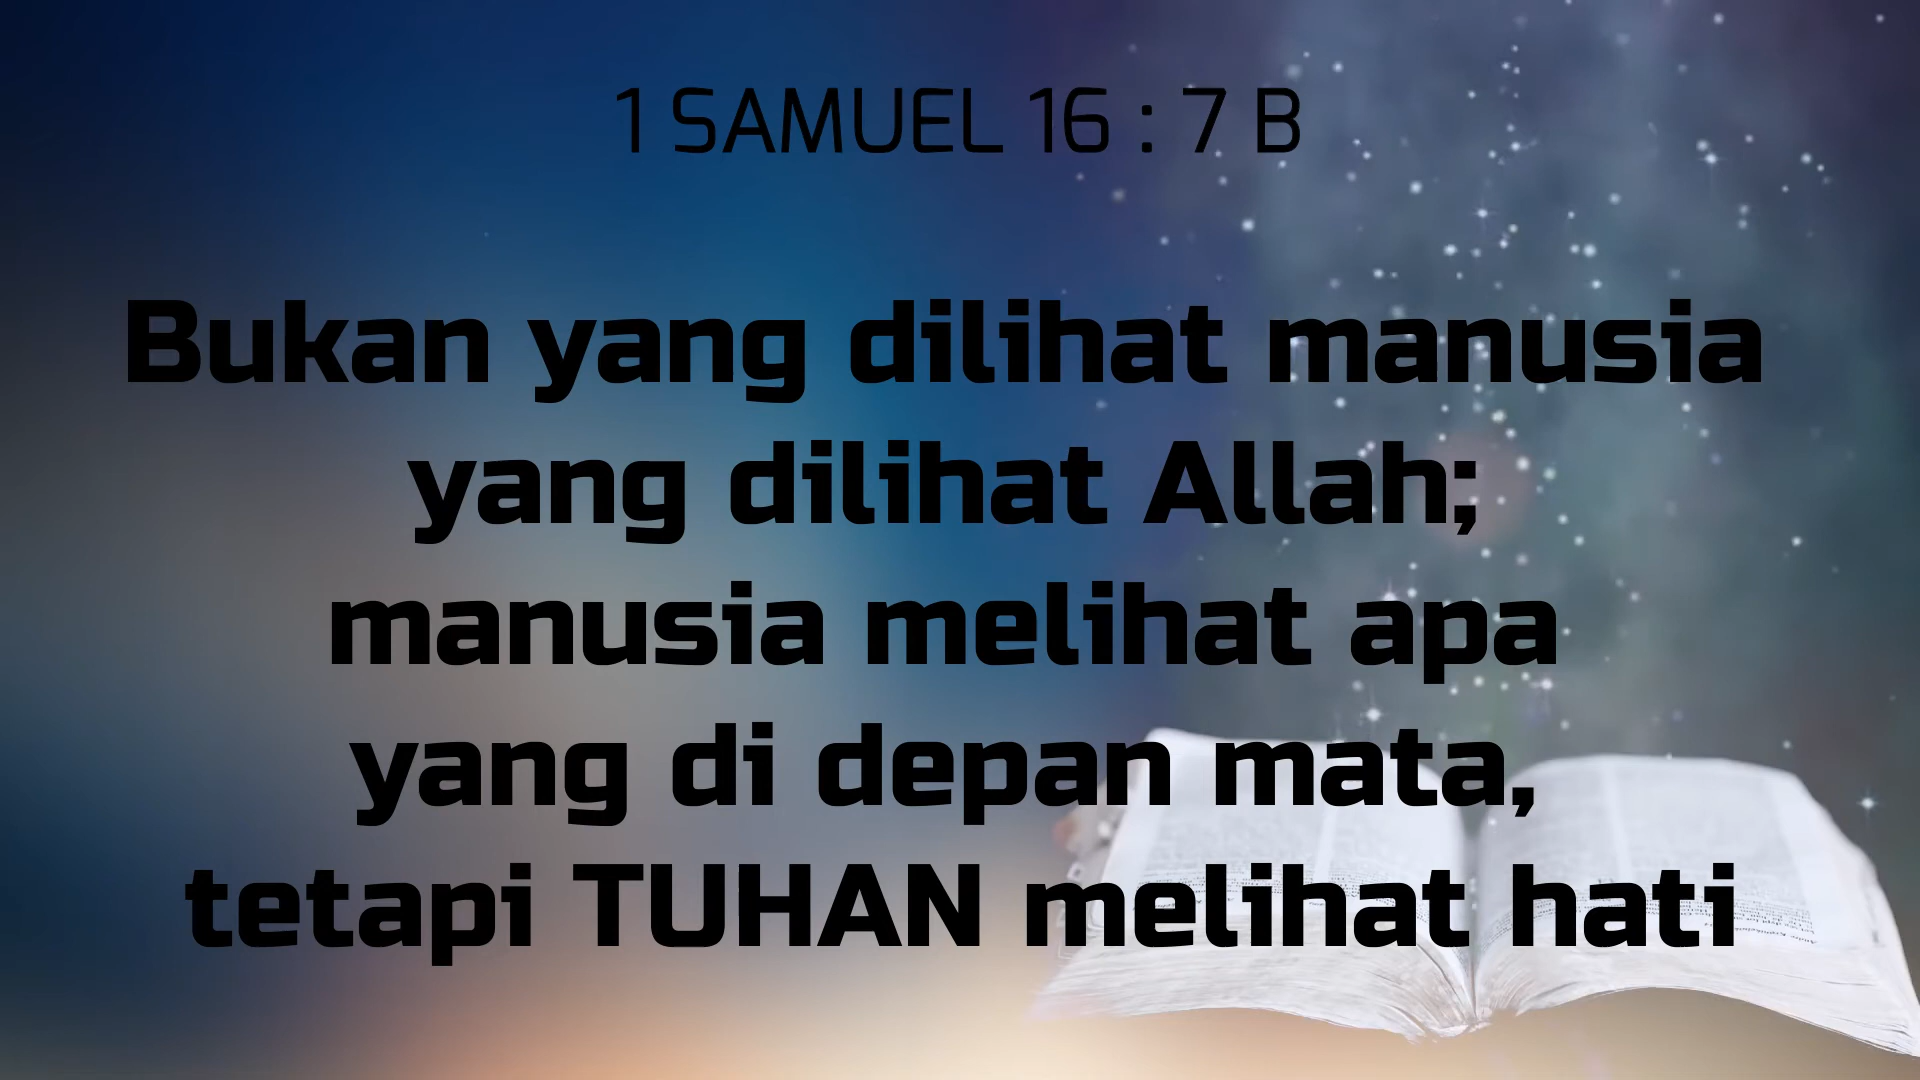 1 SAMUEL 16 : 7 B
Bukan yang dilihat manusia
yang dilihat Allah;
manusia melihat apa
yang di depan mata,
tetapi TUHAN melihat hati